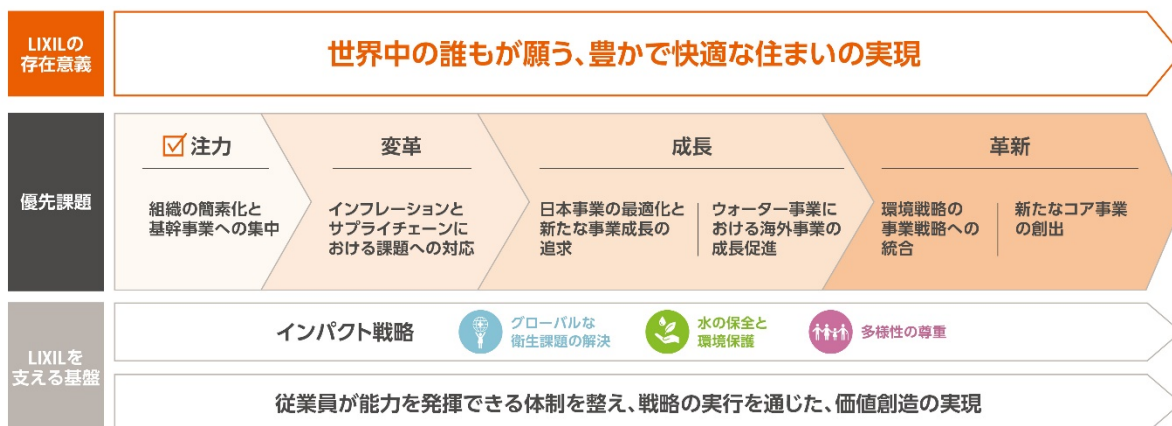 LIXILの
存在意義
世界中の誰もが願う、豊かで快適な住まいの実現
優先課題
注力
組織の簡素化と
基幹事業への集中
変革
インフレーションと
サプライチェーンに
おける課題への対応
成長
日本事業の最適化と
新たな事業成長の
追求
ウォーター事業に
おける海外事業の
成長促進
革新
環境戦略の
事業戦略への
統合
新たなコア事業
の創出
LIXILを
支える基盤
インパクト戦略
グローバルな
衛生課題の解決
水の保全と
環境保護
多様性の尊重
従業員が能力を発揮できる体制を整え、戦略の実行を通じた、価値創造の実現